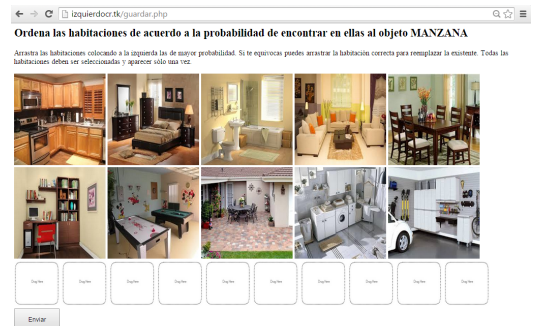 izquierdocr.tk/guardar.php
Ordena las habitaciones de acuerdo a la probabilidad de encontrar en ellas al objeto MANZANA
Arrastra las habitaciones colocando a la izquierda las de mayor probabilidad. Si te equivocas puedes arrastrar la habitación correcta para reemplazar la existente. Todas las
habitaciones deben ser seleccionadas y aparecer sólo una vez.
Enviar